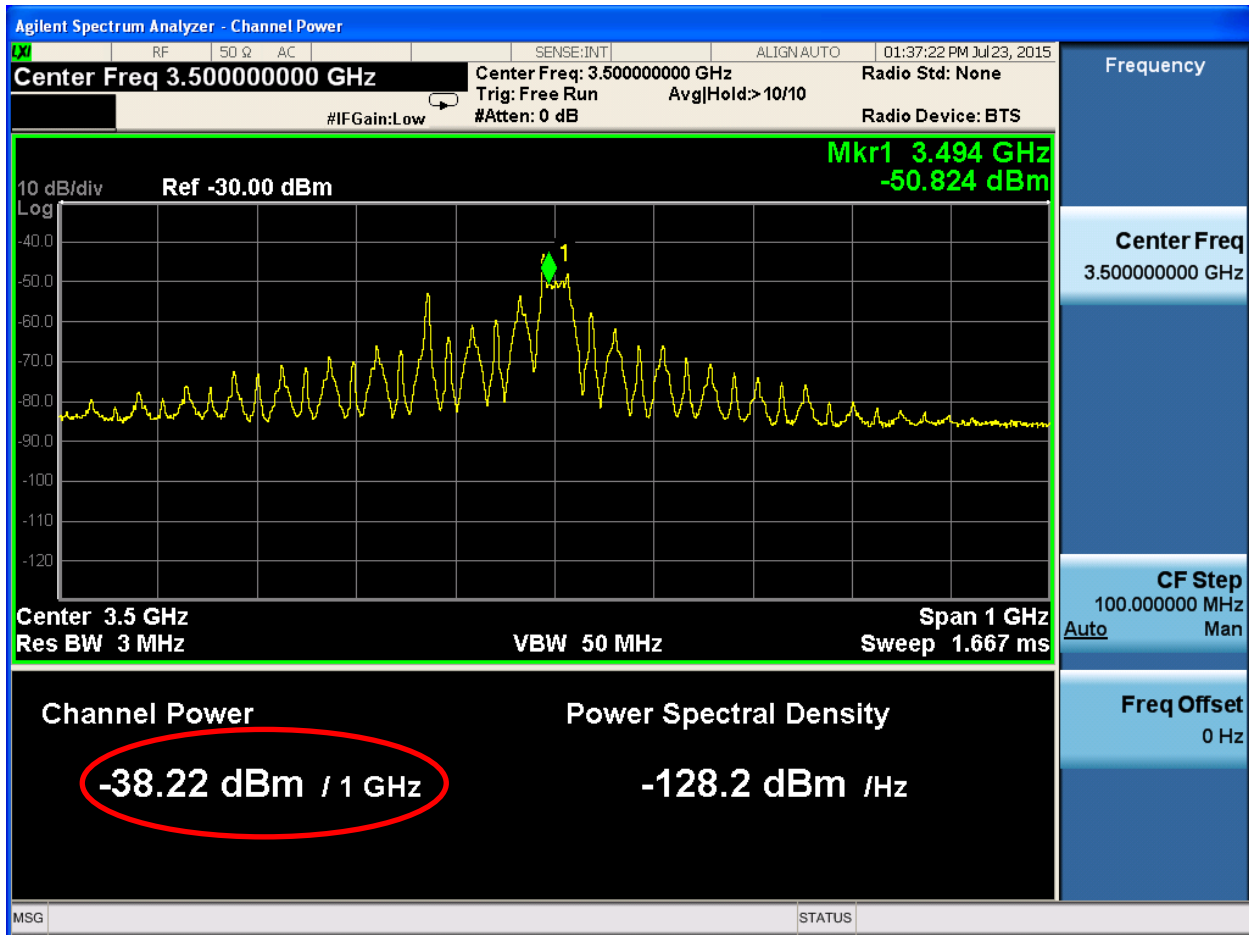 Agilent Spectrum Analyzer - Channel Power
LXI RF 50 Ω AC SENSE:INT ALIGN AUTO 01:37:22 PM Jul 23, 2015
Center Freq 3.500000000 GHz
#IFGain:Low
Center Freq: 3.500000000 GHz
Trig: Free Run Avg|Hold:> 10/10
#Atten: 0 dB
Radio Std: None
Radio Device: BTS
Mkr1 3.494 GHz
-50.824 dBm
10 dB/div Ref -30.00 dBm
Log
-40.0
-50.0
-60.0
-70.0
-80.0
-90.0
-100
-110
-120
1
Center 3.5 GHz Span 1 GHz
Res BW 3 MHz VBW 50 MHz Sweep 1.667 ms
Channel Power Power Spectral Density
-38.22 dBm / 1 GHz -128.2 dBm /Hz
MSG STATUS
Frequency
Center Freq
3.500000000 GHz
CF Step
100.000000 MHz
Auto Man
Freq Offset
0 Hz